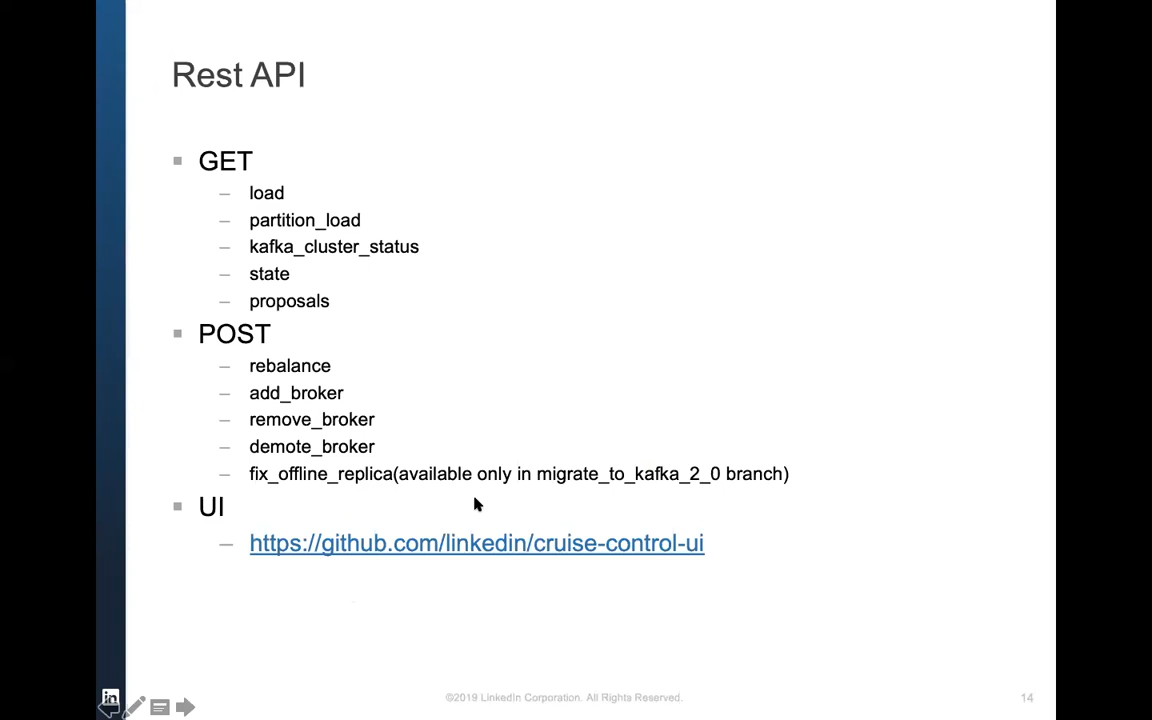 Rest API
GET
load
partition_load
kafka_cluster_status
state
proposals
POST
rebalance
add_broker
remove_broker
demote_broker
fix_offline_replica(available only in migrate_to_kafka_2_0 branch)
UI
https://github.com/linkedin/cruise-control-ui
in
©2019 LinkedIn Corporation. All Rights Reserved.
14